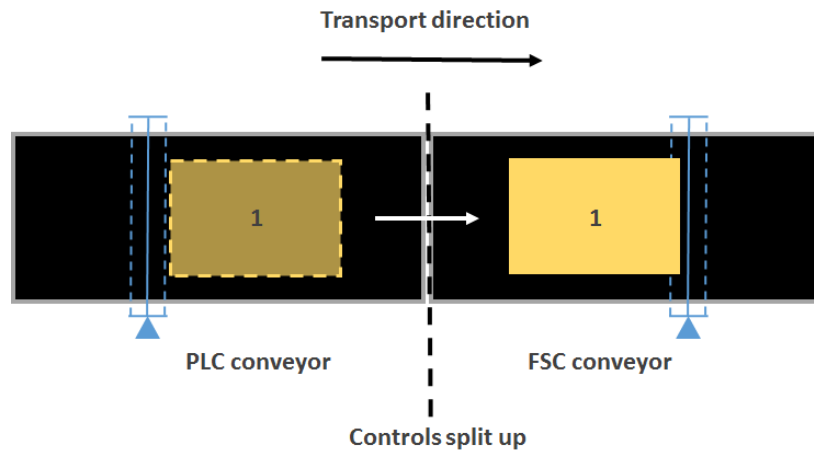 Transport direction
1
1
PLC conveyor
FSC conveyor
Controls split up